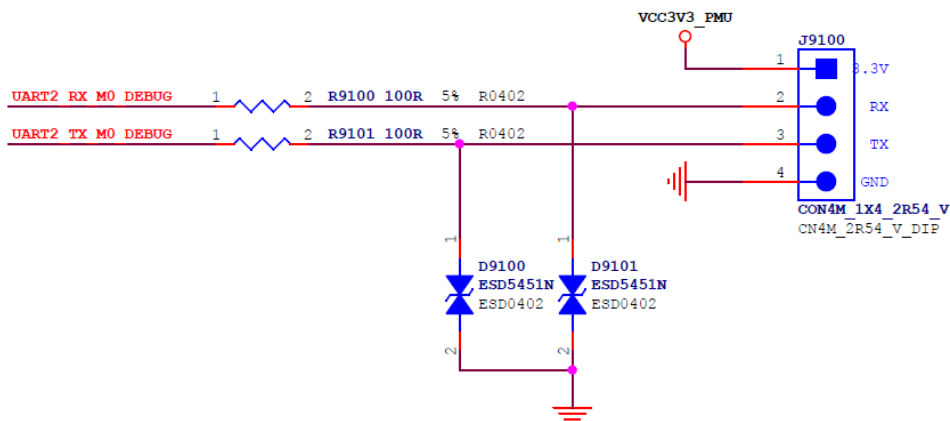 VCC3V3_PMU
J9100
1 3.3V
UART2 RX M0 DEBUG 1 2 R9100 100R 5% R0402 2 RX
UART2 TX M0 DEBUG 1 2 R9101 100R 5% R0402 3 TX
4 GND
CON4M_1X4_2R54_V
CN4M_2R54_V_DIP
1 1
D9100 D9101
ESD5451N ESD5451N
ESD0402 ESD0402
2 2